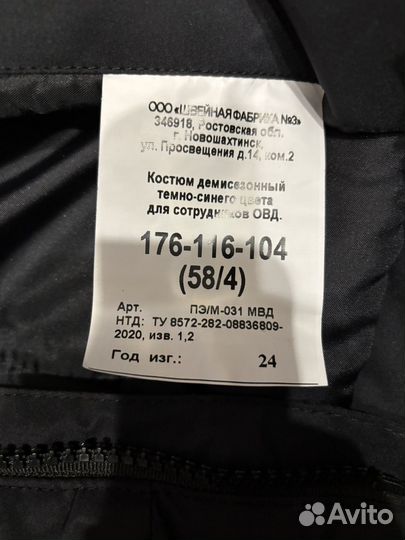 ООО «ШВЕЙНАЯ ФАБРИКА №3»
346918, Ростовская обл.
г. Новошахтинск,
ул. Просвещения д.14, ком.2
Костюм демисезонный
темно-синего цвета
для сотрудников ОВД.
176-116-104
(58/4)
Арт. ПЭ/М-031 МВД
НТД: ТУ 8572-282-08836809-
2020, изв. 1,2
Год изг.: 24
Avito